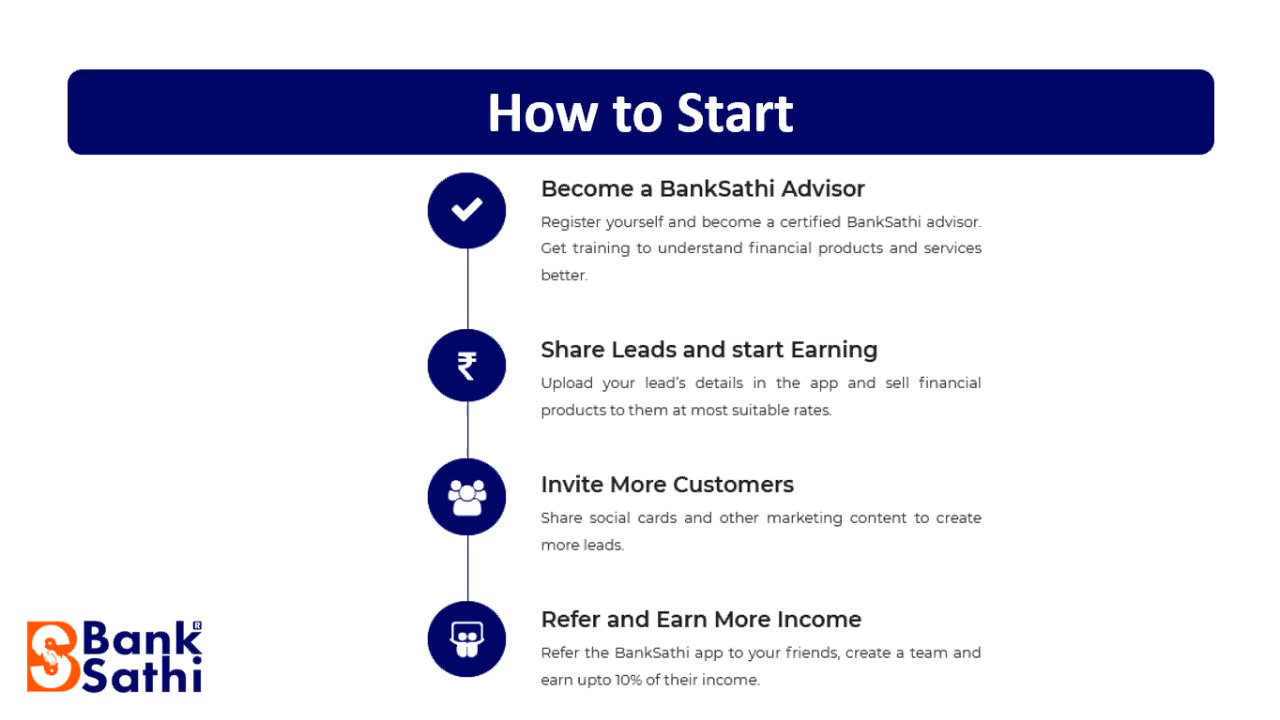 How to Start
Become a BankSathi Advisor
Register yourself and become a certified BankSathi advisor.
Get training to understand financial products and services
better.
₹
Share Leads and start Earning
Upload your lead's details in the app and sell financial
products to them at most suitable rates.
Invite More Customers
Share social cards and other marketing content to create
more leads.
Refer and Earn More Income
Refer the BankSathi app to your friends, create a team and
earn upto 10% of their income.
Bank®
Sathi